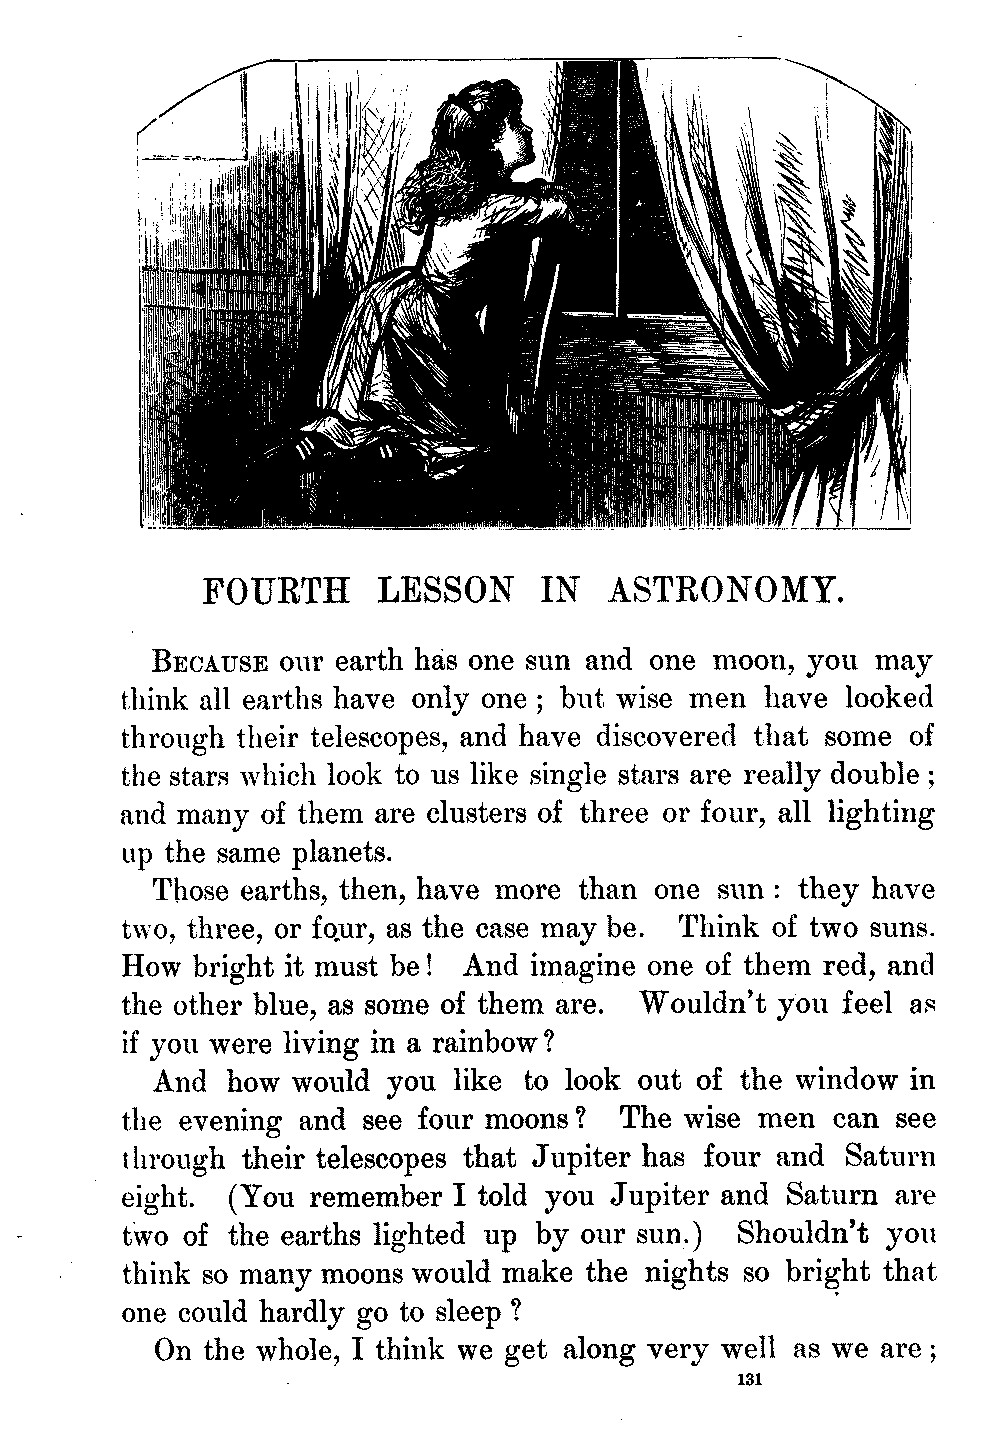 FOURTH LESSON IN ASTRONOMY.
BECAUSE our earth has one sun and one moon, you may
think all earths have only one ; but wise men have looked
through their telescopes, and have discovered that some of
the stars which look to us like single stars are really double ;
and many of them are clusters of three or four, all lighting
up the same planets.
Those earths, then, have more than one sun : they have
two, three, or four, as the case may be. Think of two suns.
How bright it must be! And imagine one of them red, and
the other blue, as some of them are. Wouldn't you feel as
if you were living in a rainbow?
And how would you like to look out of the window in
the evening and see four moons? The wise men can see
through their telescopes that Jupiter has four and Saturn
eight. (You remember I told you Jupiter and Saturn are
two of the earths lighted up by our sun.) Shouldn't you
think so many moons would make the nights so bright that
one could hardly go to sleep ?
On the whole, I think we get along very well as we are ;
131